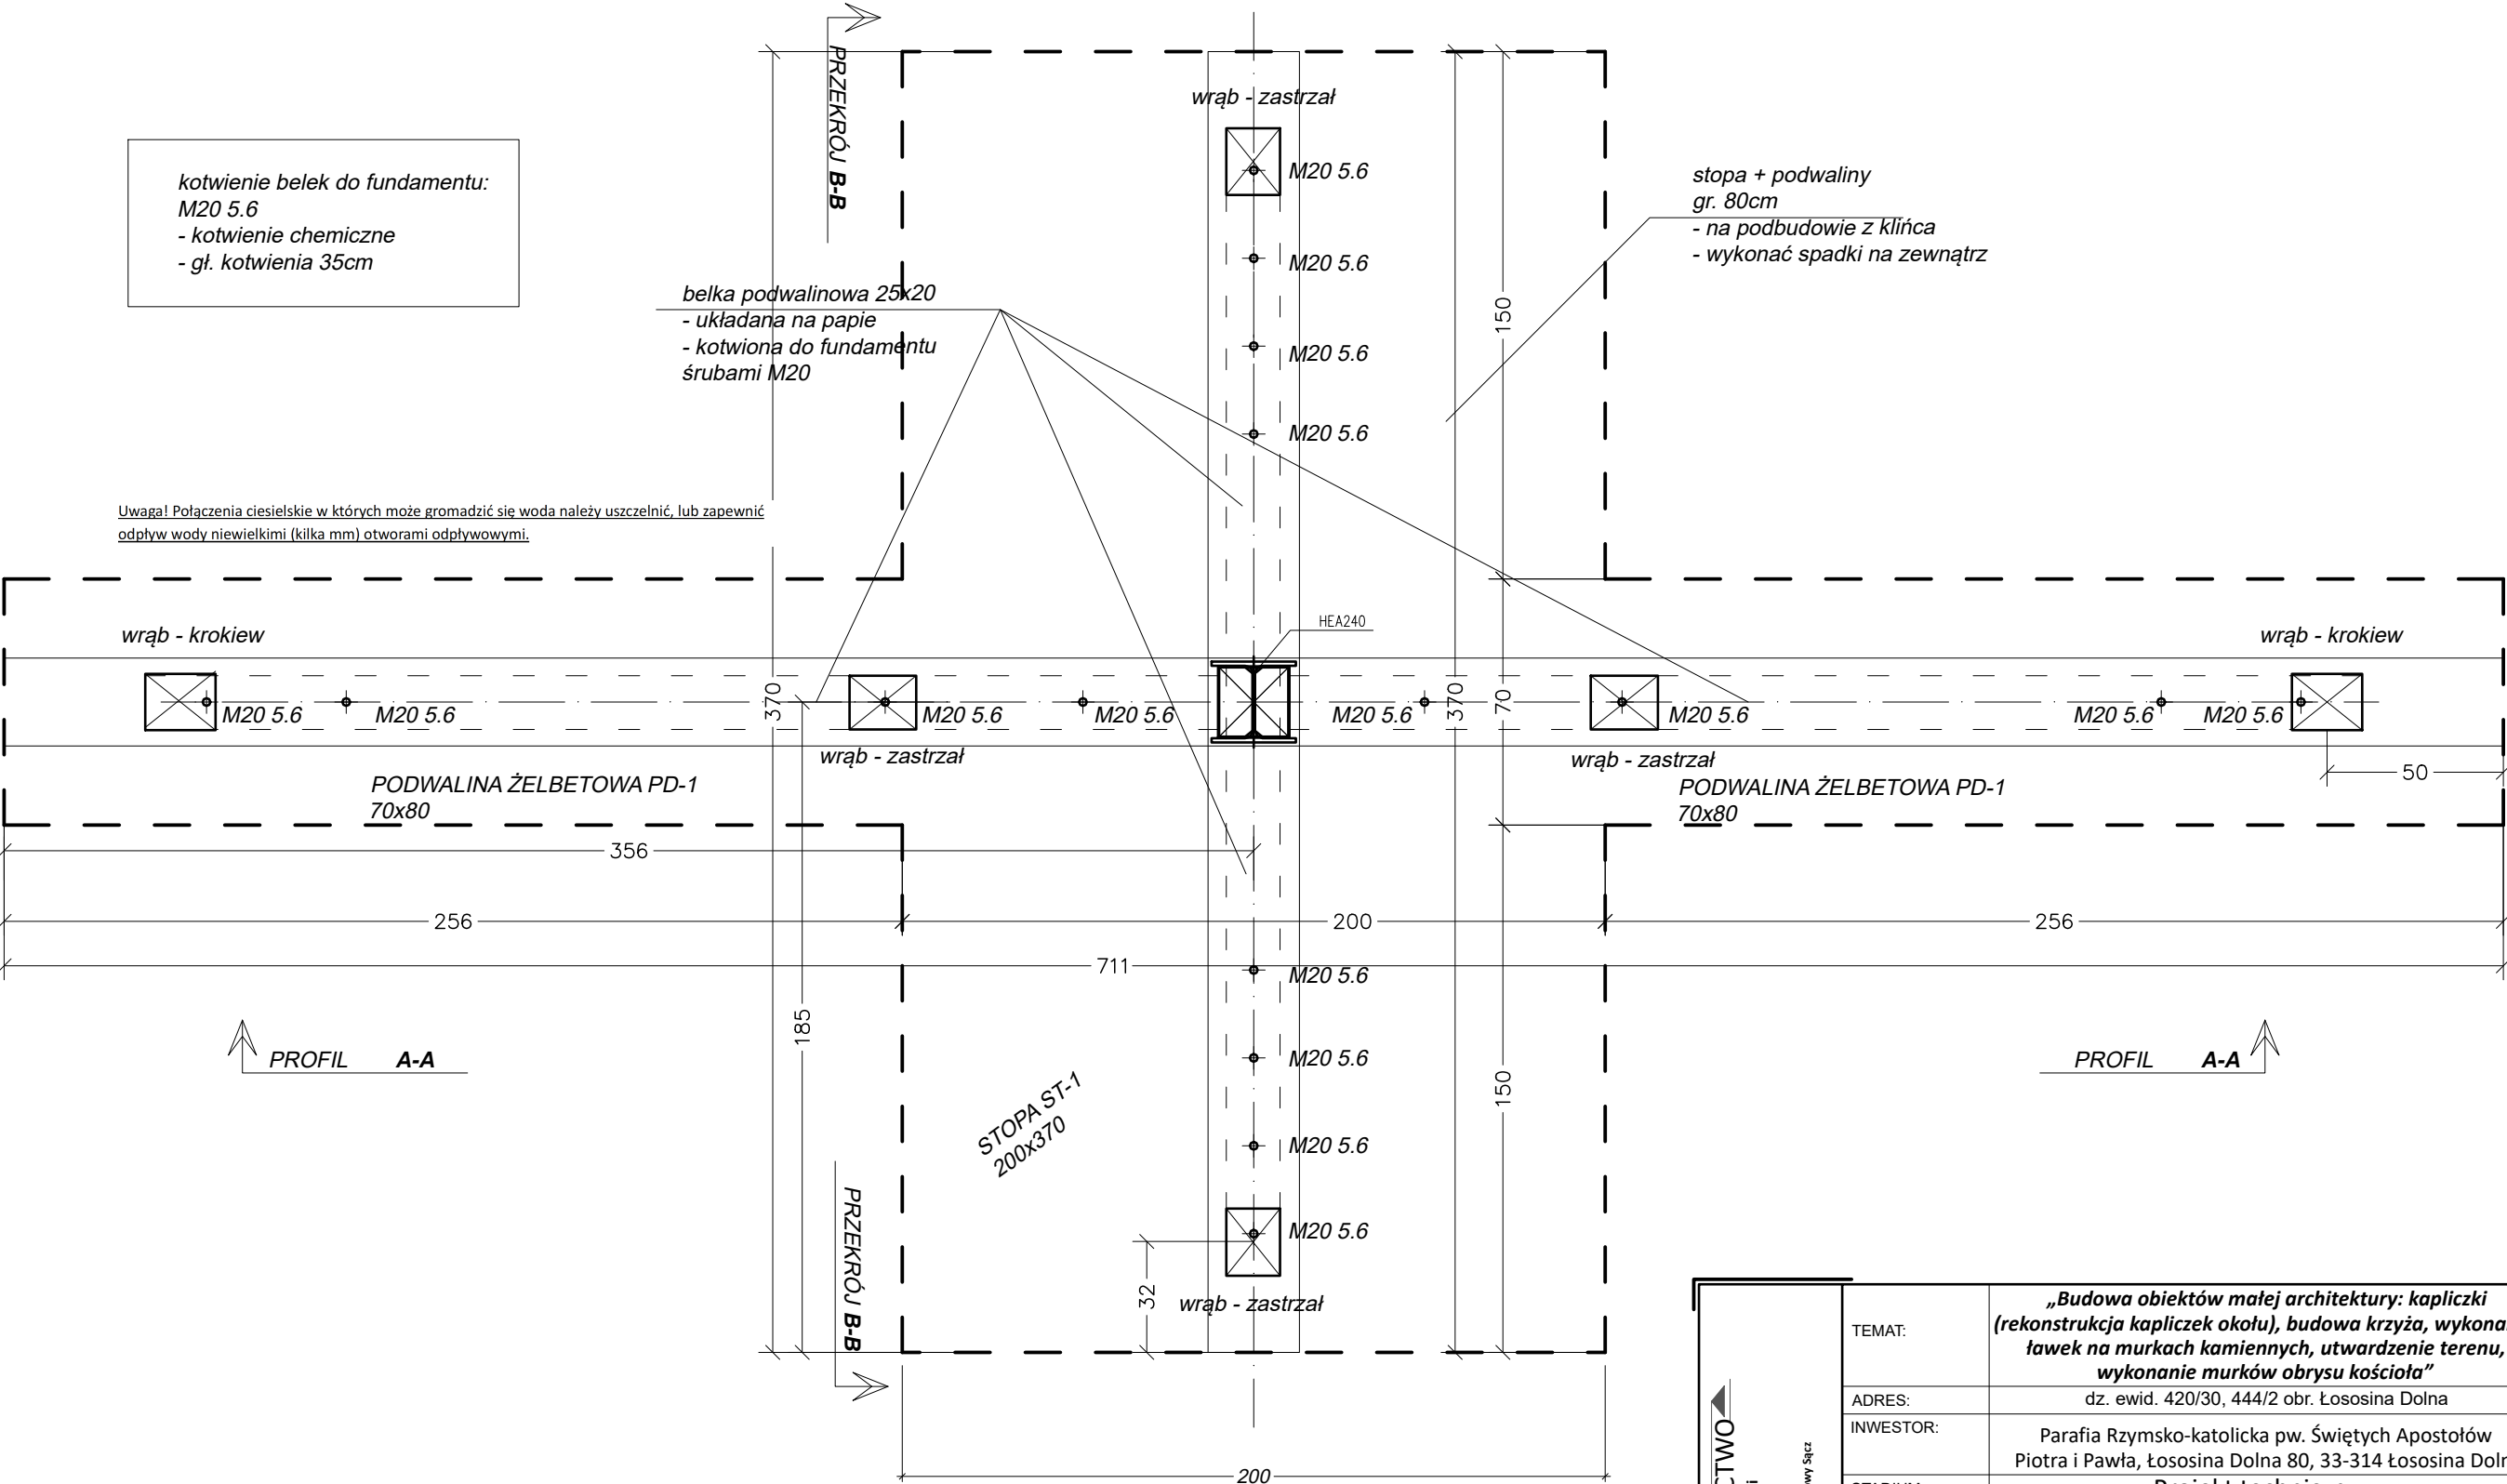 PRZEKRÓJ B-B
wrąb - zastrzał
M20 5.6
kotwienie belek do fundamentu:
M20 5.6
- kotwienie chemiczne
- gł. kotwienia 35cm
stopa + podwaliny
gr. 80cm
- na podbudowie z klińca
- wykonać spadki na zewnątrz
M20 5.6
belka podwalinowa 25x20
- układana na papie
- kotwiona do fundamentu
śrubami M20
150
M20 5.6
M20 5.6
Uwaga! Połączenia ciesielskie w których może gromadzić się woda należy uszczelnić, lub zapewnić
odpływ wody niewielkimi (kilka mm) otworami odpływowymi.
HEA240
wrąb - krokiew
wrąb - krokiew
370
370
70
M20 5.6
M20 5.6
M20 5.6
M20 5.6
M20 5.6
M20 5.6
M20 5.6
M20 5.6
wrąb - zastrzał
wrąb - zastrzał
50
PODWALINA ŻELBETOWA PD-1
70x80
PODWALINA ŻELBETOWA PD-1
70x80
356
256
200
256
711
M20 5.6
185
PROFIL A-A
M20 5.6
PROFIL A-A
150
STOPA ST-1
200x370
M20 5.6
PRZEKRÓJ B-B
M20 5.6
32
wrąb - zastrzał
200
TEMAT:
„Budowa obiektów małej architektury: kapliczki
(rekonstrukcja kapliczek okołu), budowa krzyża, wykona
ławek na murkach kamiennych, utwardzenie terenu,
wykonanie murków obrysu kościoła”
ADRES:
dz. ewid. 420/30, 444/2 obr. Łososina Dolna
INWESTOR:
Parafia Rzymsko-katolicka pw. Świętych Apostołów
Piotra i Pawła, Łososina Dolna 80, 33-314 Łososina Doln
CTWO
wy Sącz